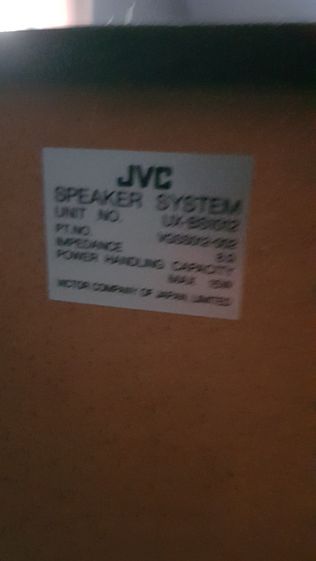 JVC
SPEAKER SYSTEM
UNIT NO.
PT.NO.
IMPEDANCE
POWER HANDLING CAPACITY
MAX
VICTOR COMPANY OF JAPAN, LIMITED